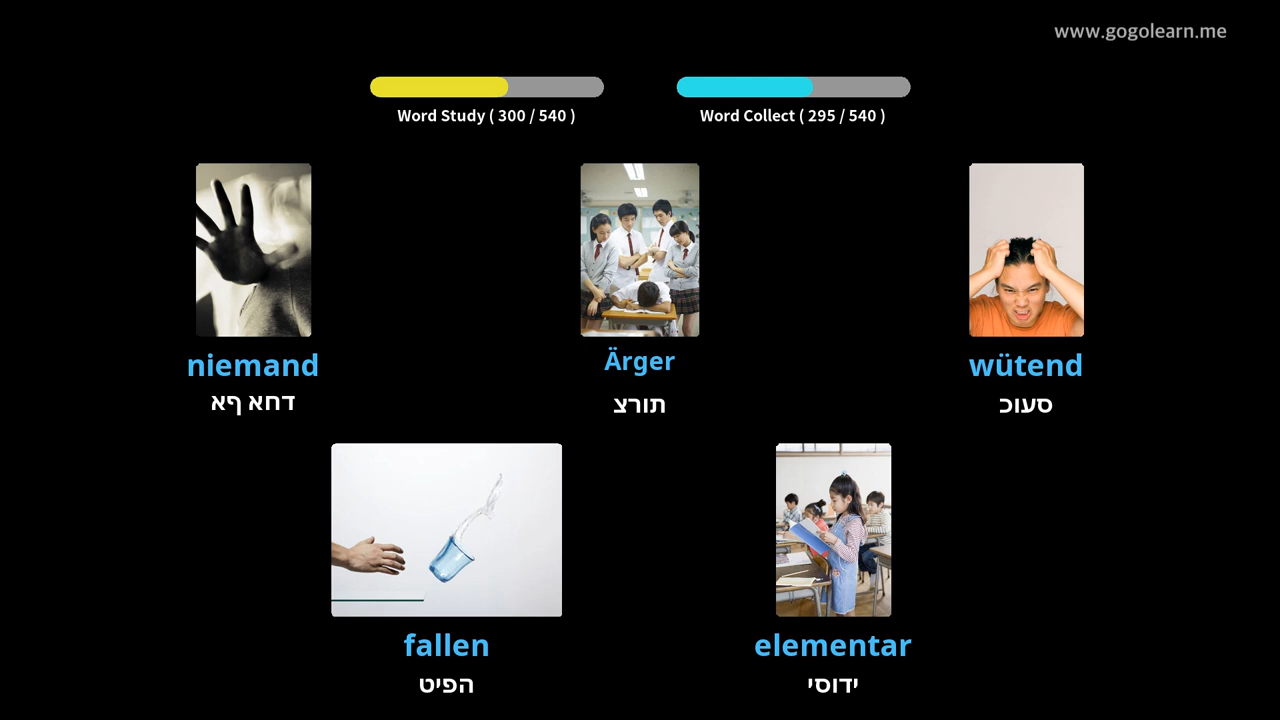 www.gogolearn.me
Word Study ( 300 / 540 )
Word Collect ( 295 / 540 )
niemand
דחא ףא
Ärger
תורצ
wütend
סעוכ
fallen
הפיט
elementar
ידוסי